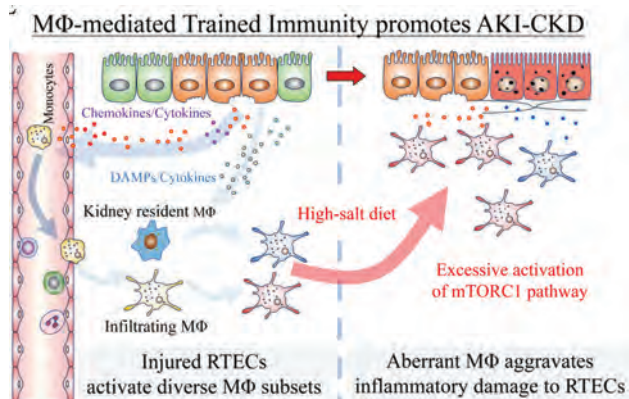 MΦ-mediated Trained Immunity promotes AKI-CKD
Monocytes
Chemokines/Cytokines
DAMPs/Cytokines
Kidney resident MΦ
High-salt diet
Infiltrating MΦ
Excessive activation
of mTORC1 pathway
Injured RTECs
activate diverse MΦ subsets
Aberrant MΦ aggravates
inflammatory damage to RTECs